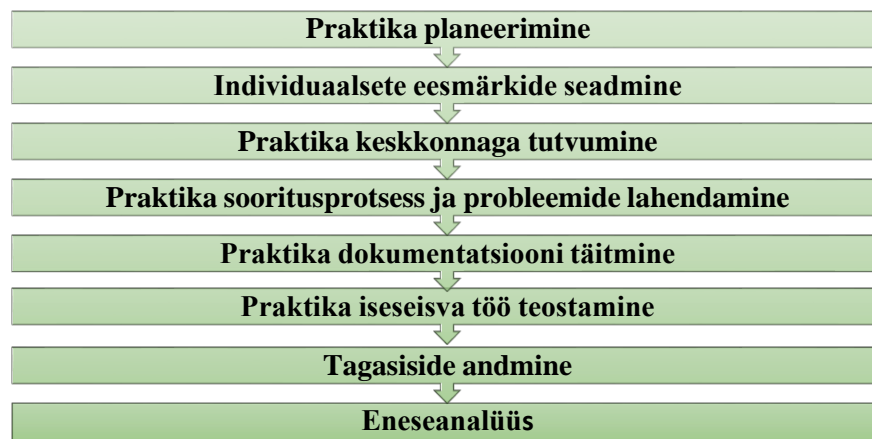 Praktika planeerimine
Individuaalsete eesmärkide seadmine
Praktika keskkonnaga tutvumine
Praktika sooritusprotsess ja probleemide lahendamine
Praktika dokumentatsiooni täitmine
Praktika iseseisva töö teostamine
Tagasiside andmine
Eneseanalüüs